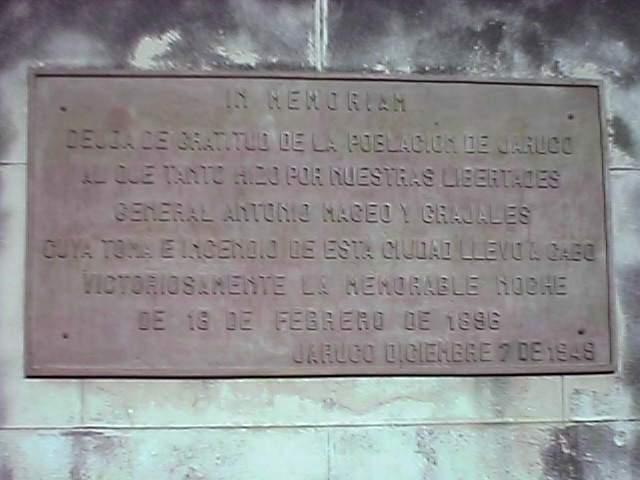 IN MEMORIAM
DEUDA DE GRATITUD DE LA POBLACION DE JARUCO
AL QUE TANTO HIZO POR NUESTRAS LIBERTADES
GENERAL ANTONIO MACEO Y GRAJALES
CUYA TOMA E INCENDIO DE ESTA CIUDAD LLEVO A CABO
VICTORIOSAMENTE LA MEMORABLE NOCHE
DE 18 DE FEBRERO DE 1896
JARUCO DICIEMBRE 7 DE 1949